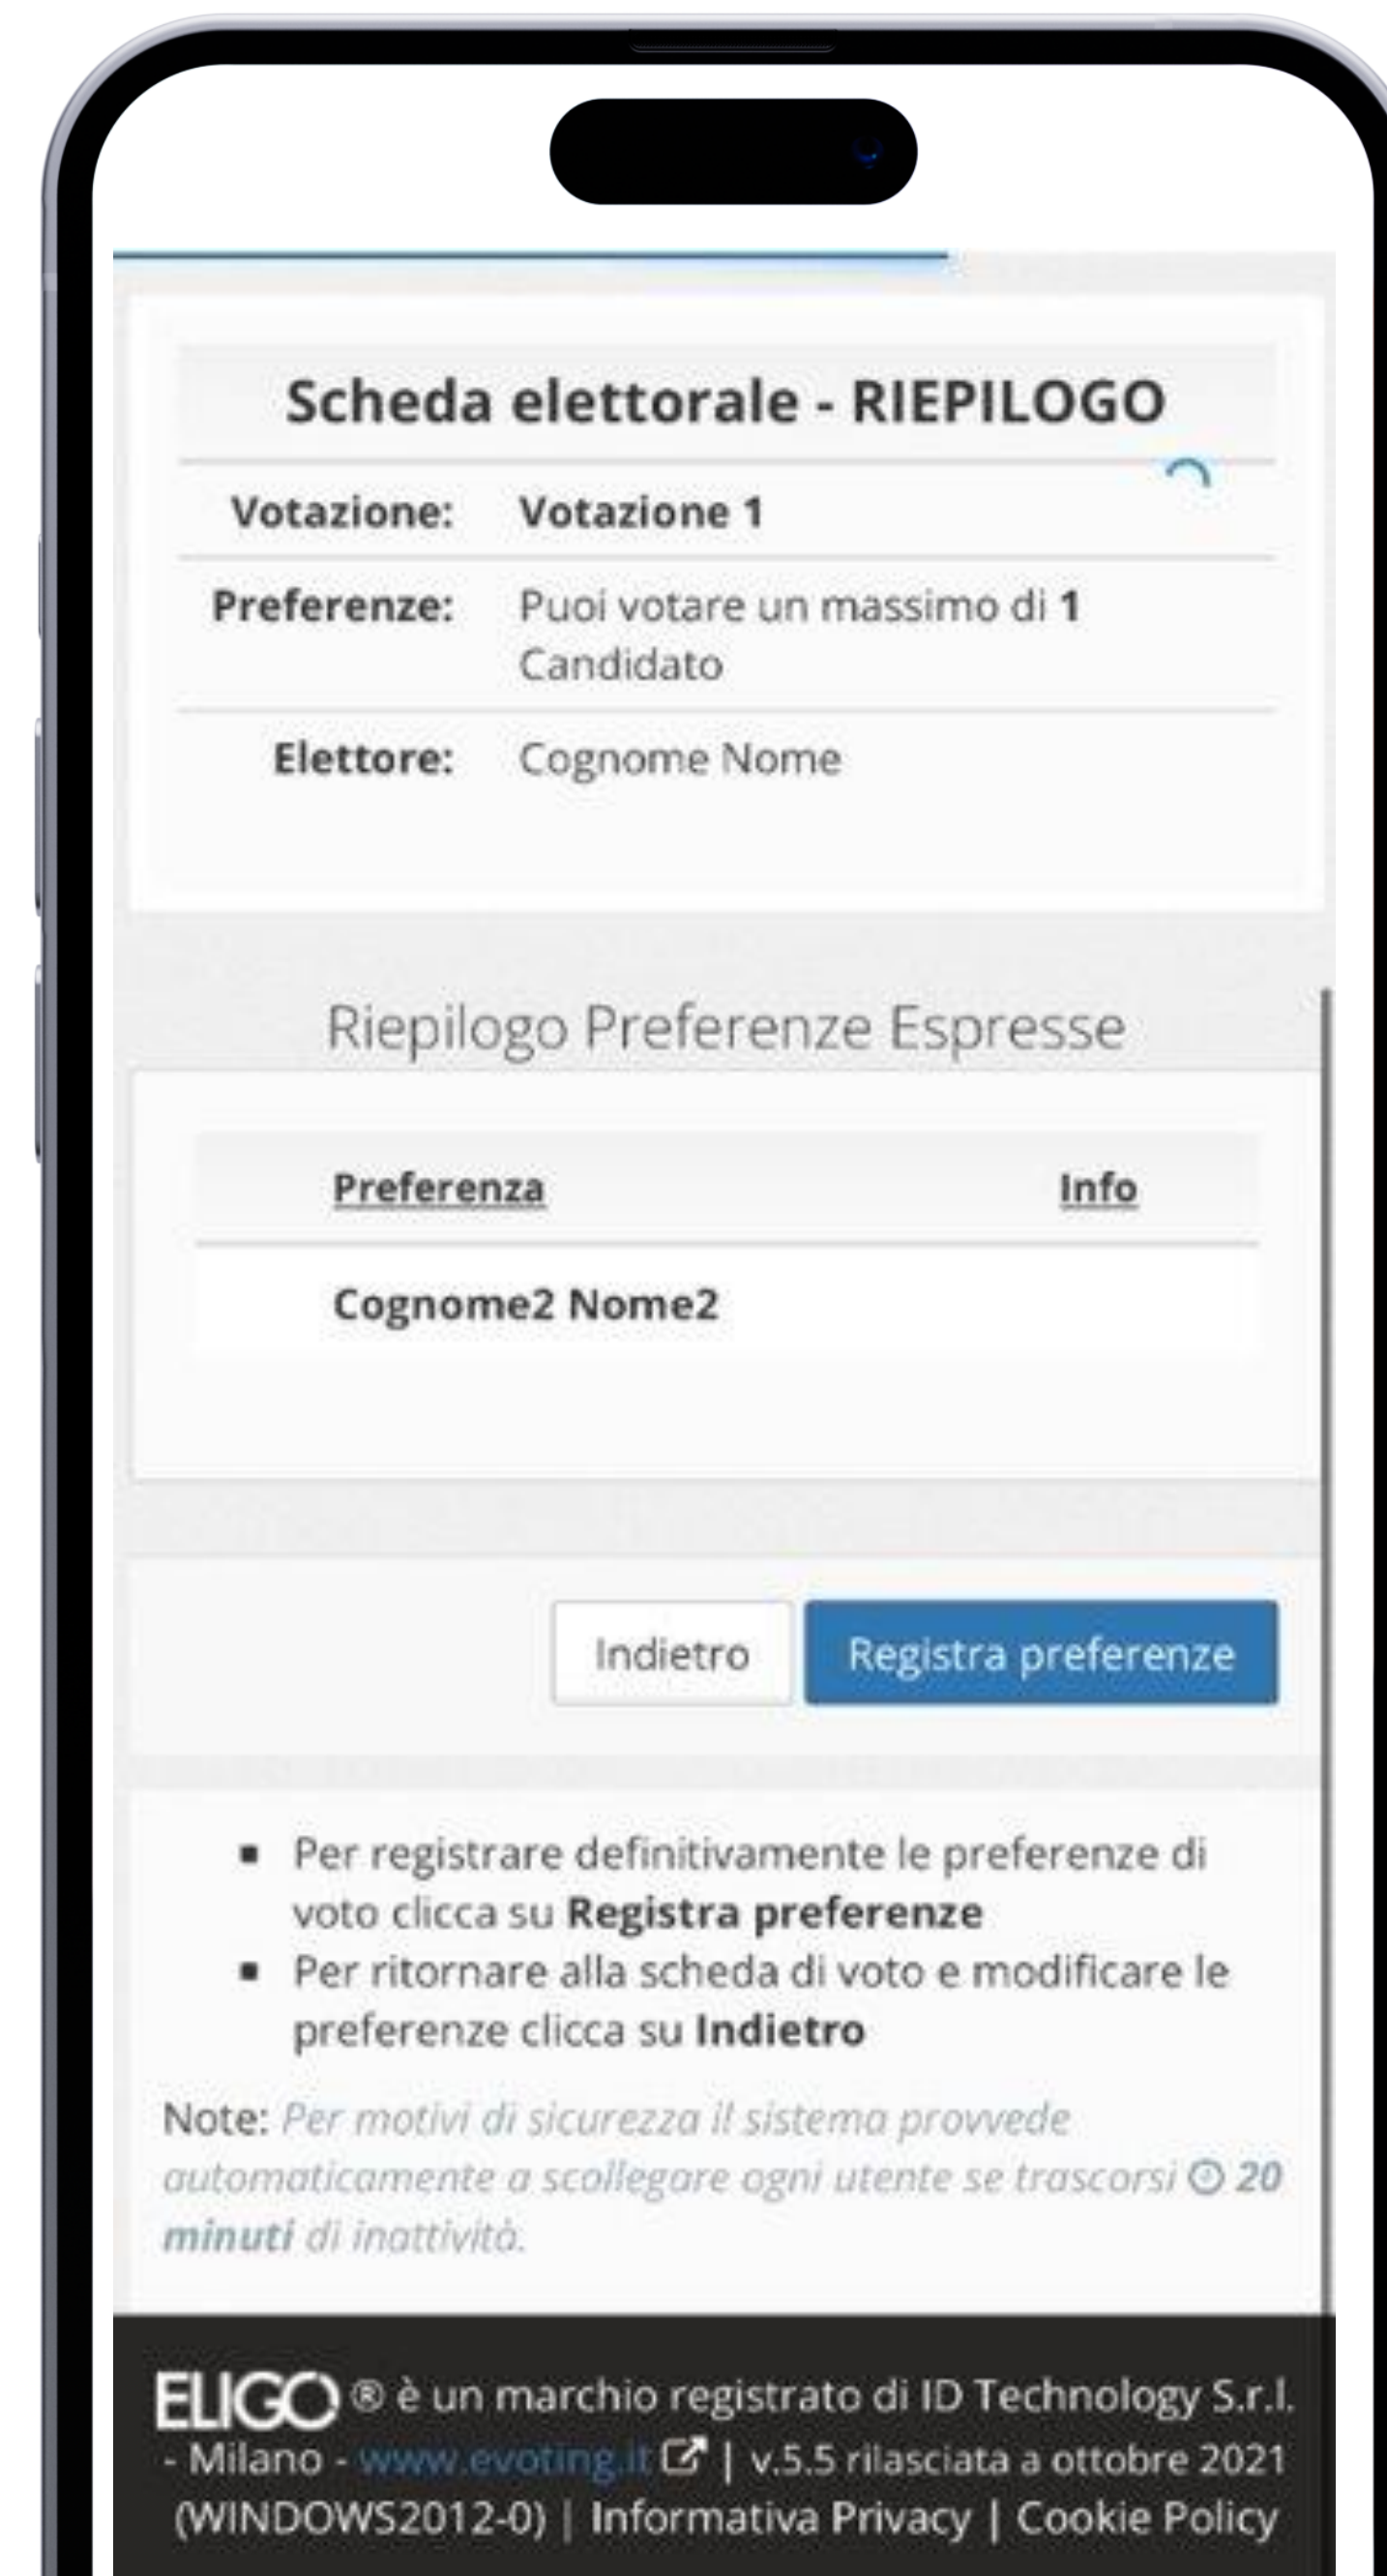 Scheda elettorale - RIEPILOGO
Votazione: Votazione 1
Preferenze: Puoi votare un massimo di 1
Candidato
Elettore: Cognome Nome
Riepilogo Preferenze Espresse
Preferenza Info
Cognome2 Nome2
Indietro Registra preferenze
▪ Per registrare definitivamente le preferenze di
voto clicca su Registra preferenze
▪ Per ritornare alla scheda di voto e modificare le
preferenze clicca su Indietro
Note: Per motivi di sicurezza il sistema provvede
automaticamente a scollegare ogni utente se trascorsi 20
minuti di inattività.
ELIGO ® è un marchio registrato di ID Technology S.r.l.
- Milano - www.evoting.it | v.5.5 rilasciata a ottobre 2021
(WINDOWS2012-0) | Informativa Privacy | Cookie Policy